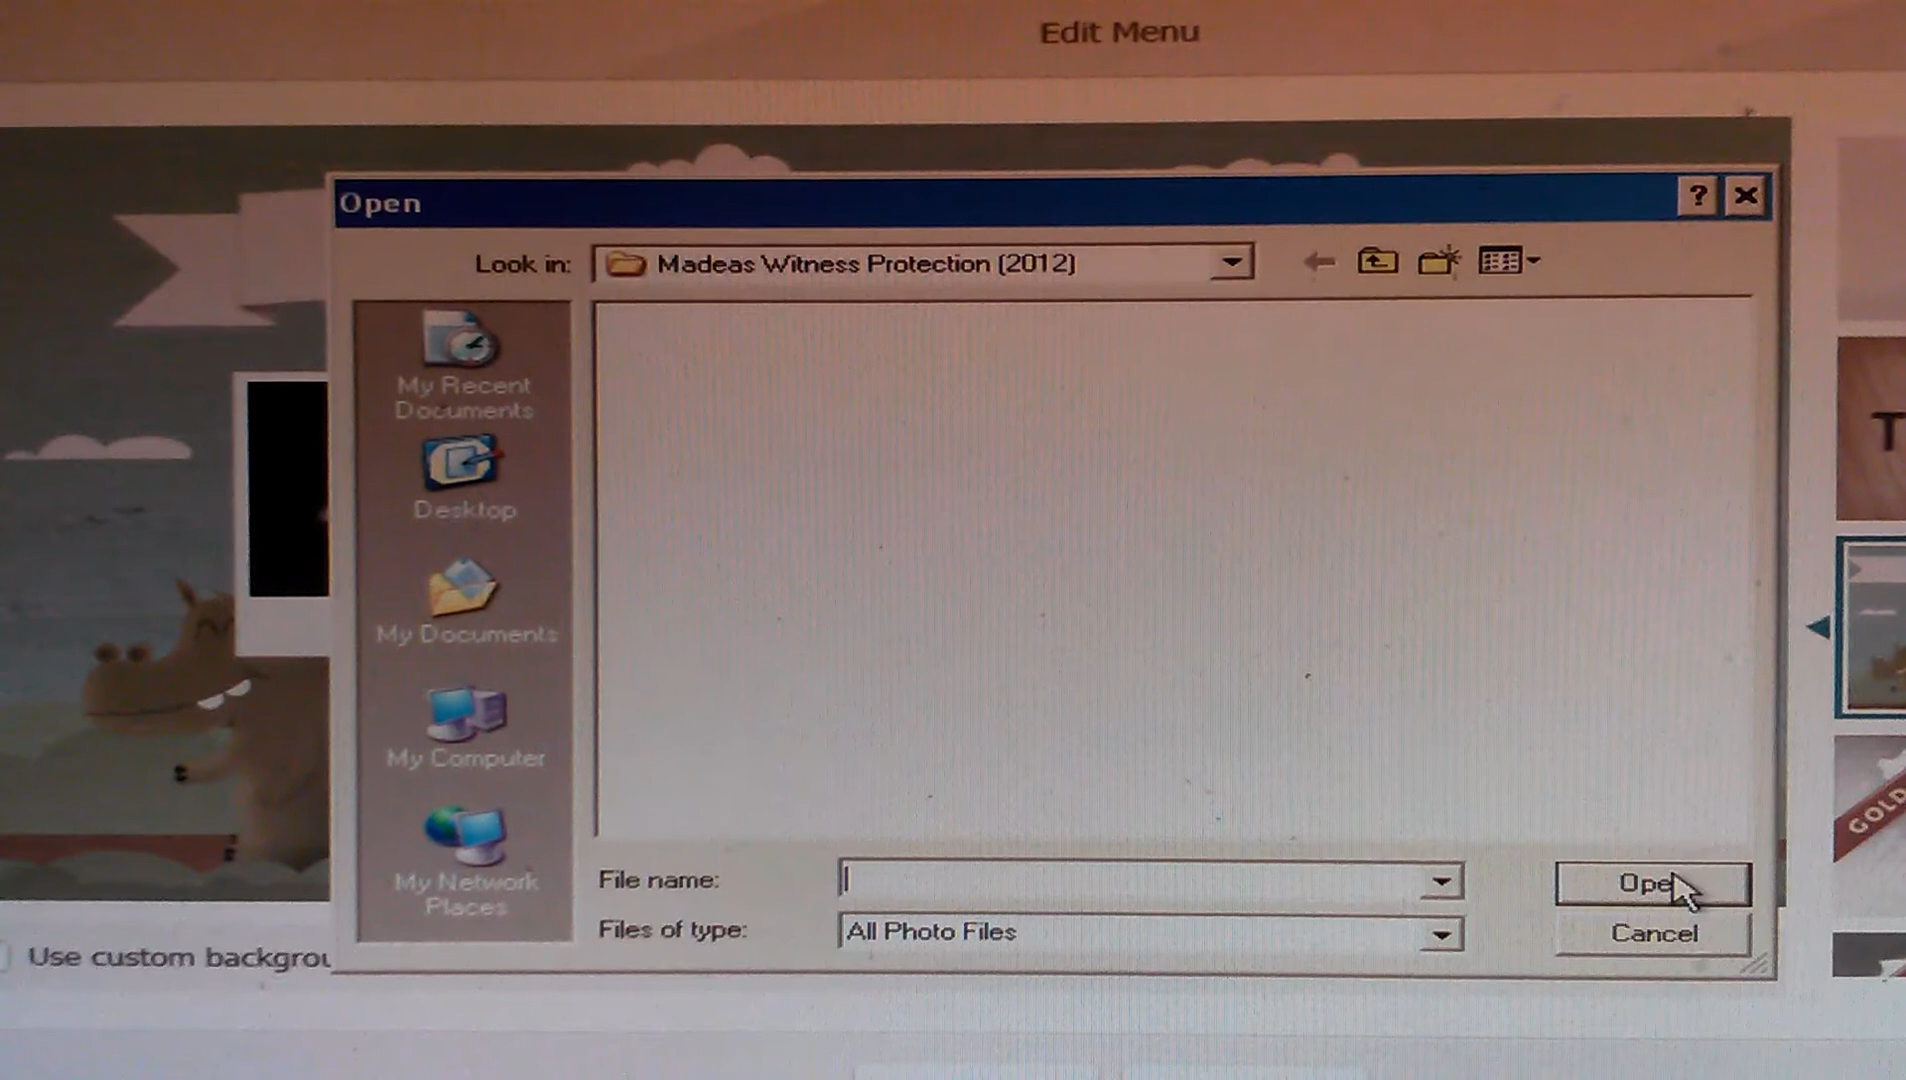 Edit Menu
Open
?
Look in:
Madeas Witness Protection (2012)
My Recent
Documents
Desktop
My Documents
My Computer
My Network
Places
File name:
Files of type:
All Photo Files
Open
Cancel
T
GOLD
Use custom backgrou